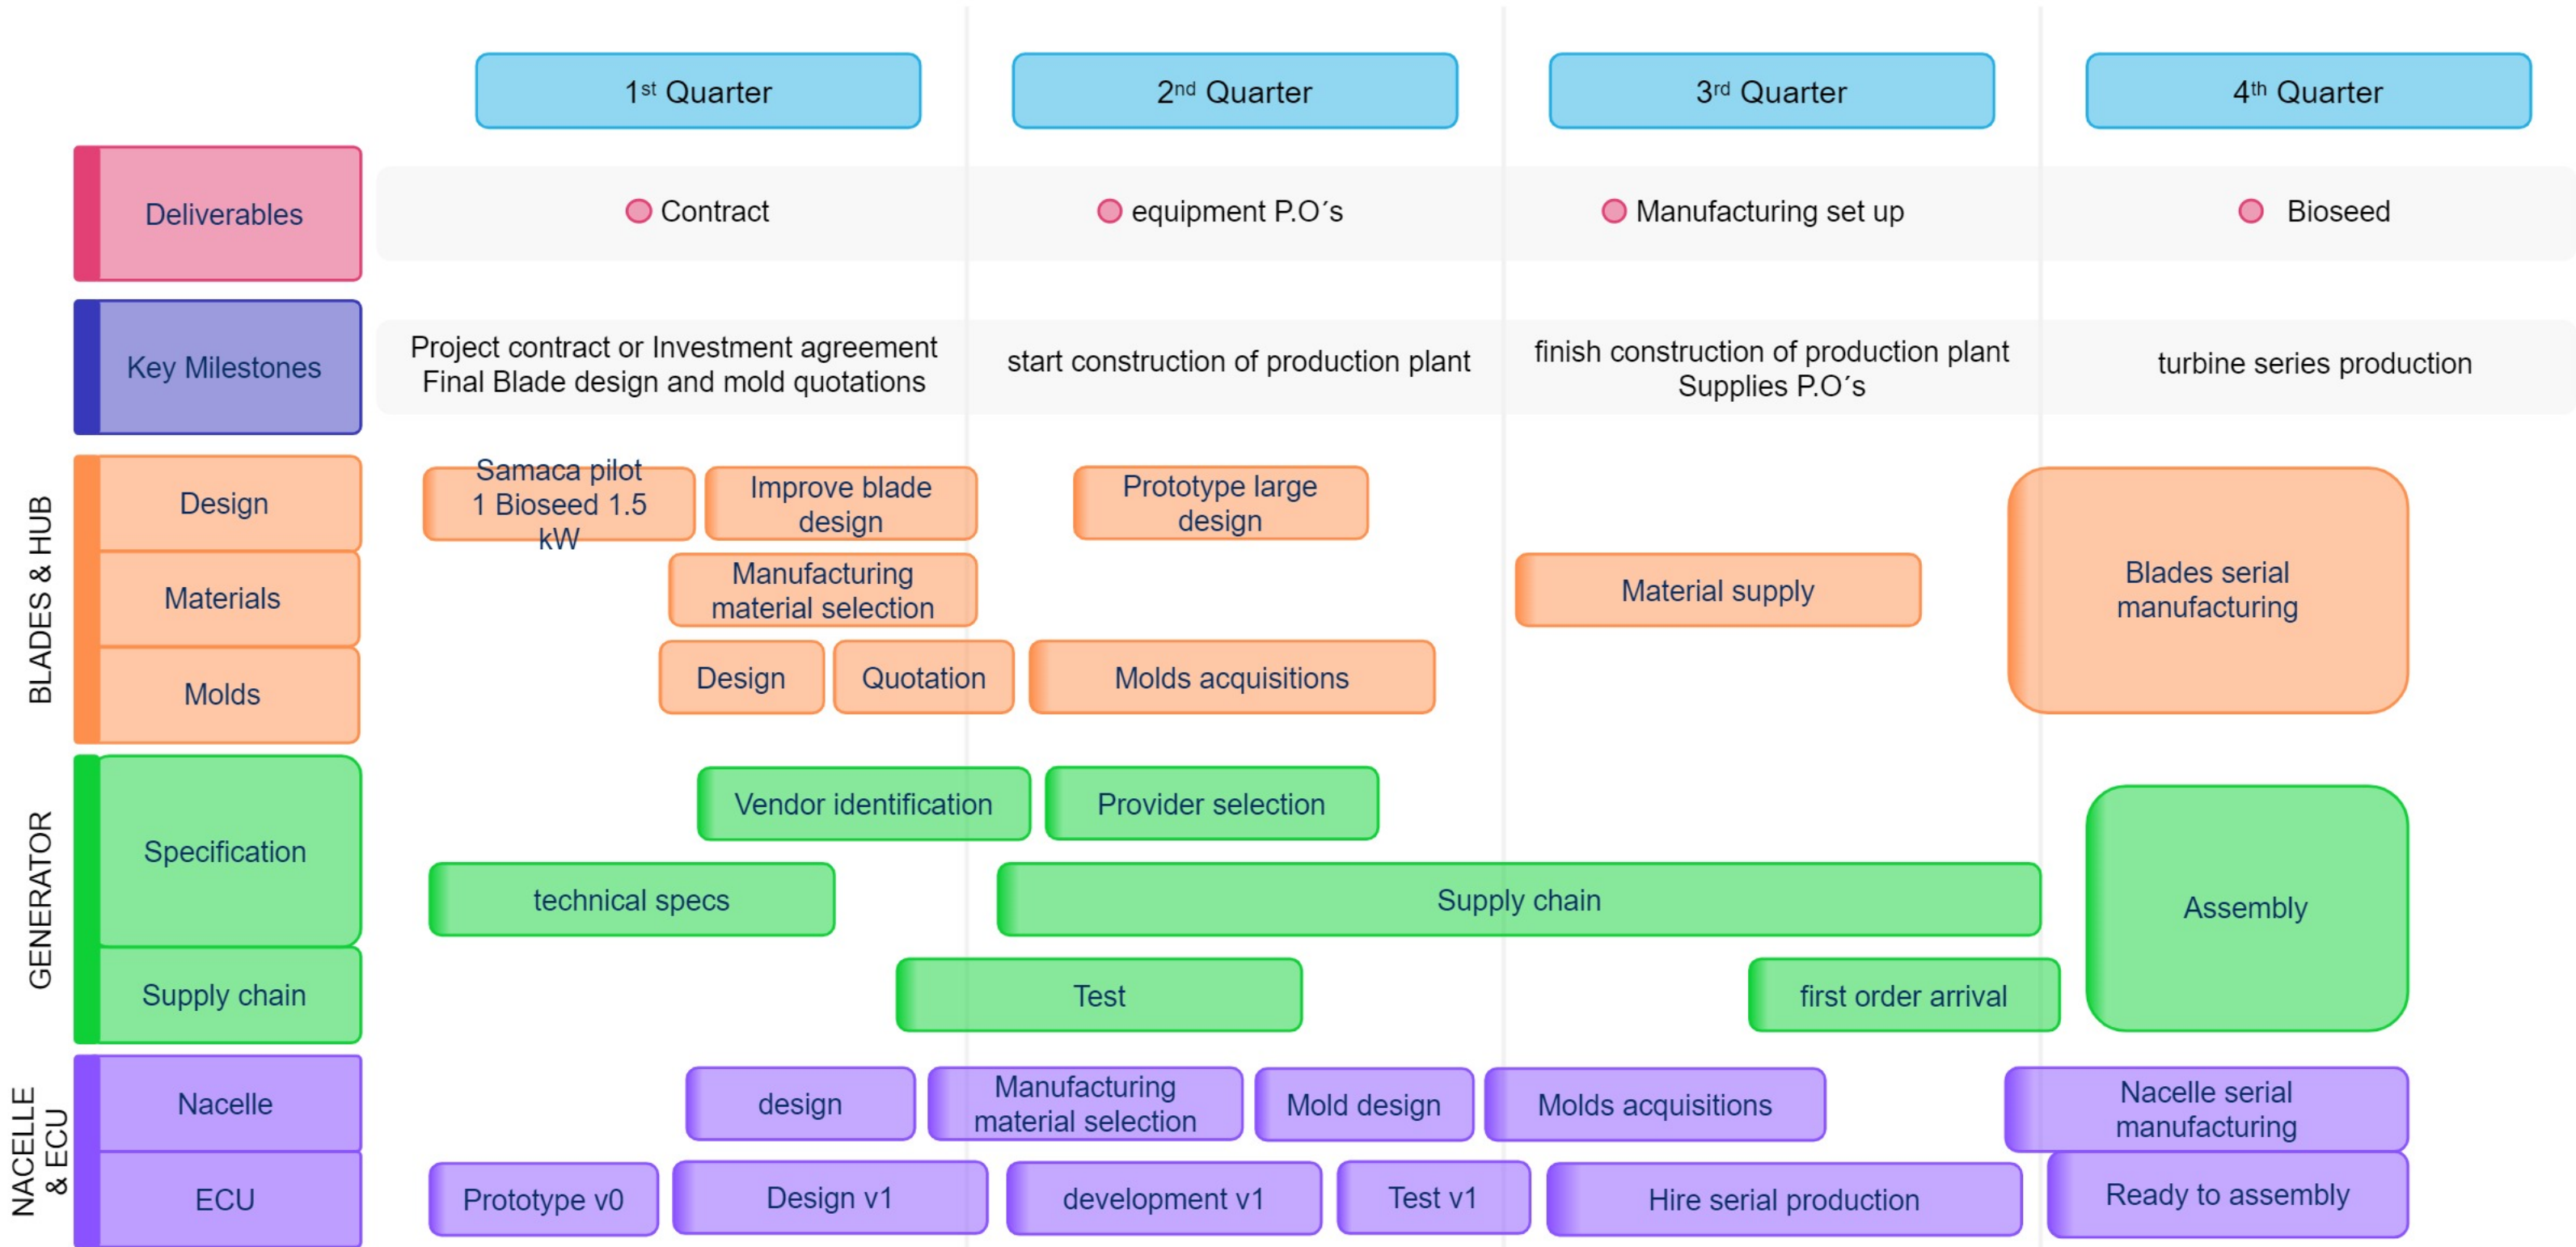 1st Quarter
2nd Quarter
3rd Quarter
4th Quarter
Deliverables
Contract
equipment P.O´s
Manufacturing set up
Bioseed
Key Milestones
Project contract or Investment agreement
Final Blade design and mold quotations
start construction of production plant
finish construction of production plant
Supplies P.O´s
turbine series production
BLADES & HUB
Design
Samaca pilot
1 Bioseed 1.5
kW
Improve blade
design
Prototype large
design
Blades serial
manufacturing
Materials
Manufacturing
material selection
Material supply
Molds
Design
Quotation
Molds acquisitions
GENERATOR
Specification
Vendor identification
Provider selection
technical specs
Supply chain
Assembly
Supply chain
Test
first order arrival
NACELLE
& ECU
Nacelle
design
Manufacturing
material selection
Mold design
Molds acquisitions
Nacelle serial
manufacturing
ECU
Prototype v0
Design v1
development v1
Test v1
Hire serial production
Ready to assembly